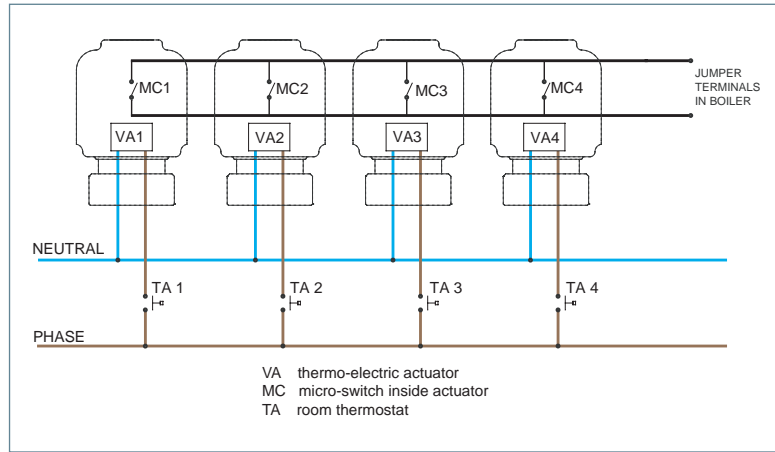 MC1 MC2 MC3 MC4
JUMPER
TERMINALS
IN BOILER
VA1 VA2 VA3 VA4
NEUTRAL
TA 1 TA 2 TA 3 TA 4
PHASE
VA thermo-electric actuator
MC micro-switch inside actuator
TA room thermostat